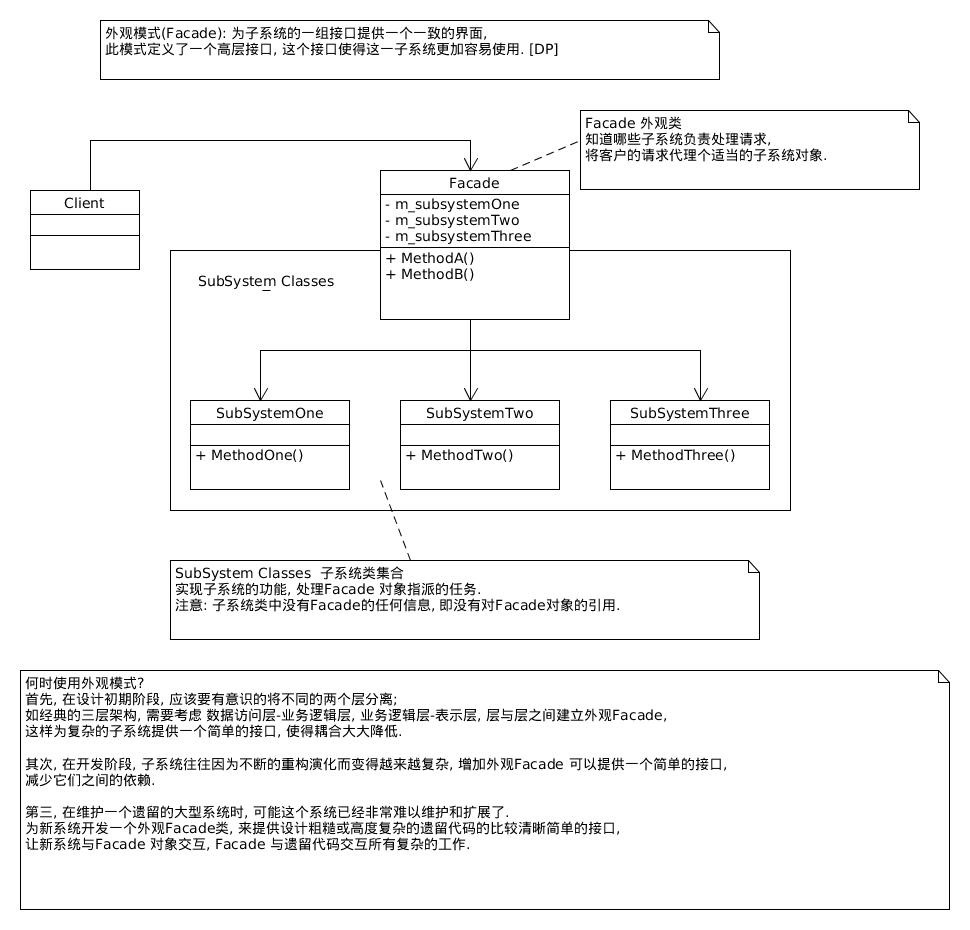 外观模式(Facade): 为子系统的一组接口提供一个一致的界面,
此模式定义了一个高层接口, 这个接口使得这一子系统更加容易使用. [DP]
Facade 外观类
知道哪些子系统负责处理请求,
将客户的请求代理个适当的子系统对象.
Client
Facade
- m_subsystemOne
- m_subsystemTwo
- m_subsystemThree
+ MethodA()
+ MethodB()
SubSystem Classes
SubSystemOne
+ MethodOne()
SubSystemTwo
+ MethodTwo()
SubSystemThree
+ MethodThree()
SubSystem Classes  子系统类集合
实现子系统的功能, 处理Facade 对象指派的任务.
注意: 子系统类中没有Facade的任何信息, 即没有对Facade对象的引用.
何时使用外观模式?
首先, 在设计初期阶段, 应该要有意识的将不同的两个层分离;
如经典的三层架构, 需要考虑 数据访问层-业务逻辑层, 业务逻辑层-表示层, 层与层之间建立外观Facade,
这样为复杂的子系统提供一个简单的接口, 使得耦合大大降低.
其次, 在开发阶段, 子系统往往因为不断的重构演化而变得越来越复杂, 增加外观Facade 可以提供一个简单的接口,
减少它们之间的依赖.
第三, 在维护一个遗留的大型系统时, 可能这个系统已经非常难以维护和扩展了.
为新系统开发一个外观Facade类, 来提供设计粗糙或高度复杂的遗留代码的比较清晰简单的接口,
让新系统与Facade 对象交互, Facade 与遗留代码交互所有复杂的工作.